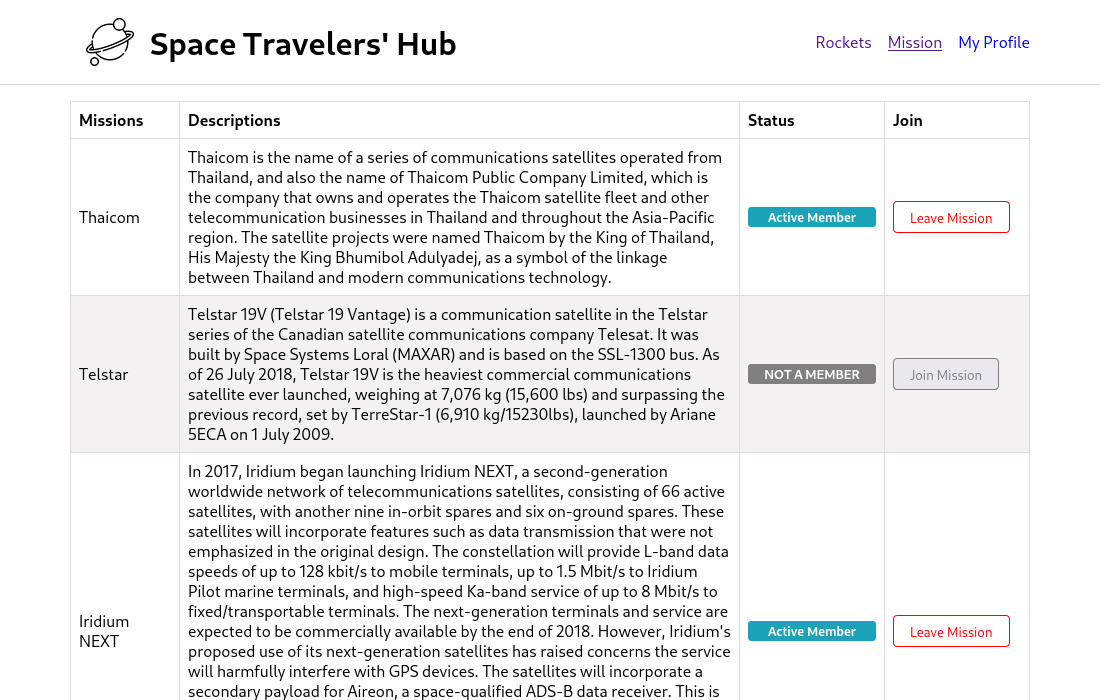 Space Travelers' Hub
Rockets Mission My Profile
Missions Descriptions Status Join
Thaicom is the name of a series of communications satellites operated from
Thailand, and also the name of Thaicom Public Company Limited, which is
the company that owns and operates the Thaicom satellite fleet and other
Thaicom telecommunication businesses in Thailand and throughout the Asia-Pacific Active Member Leave Mission
region. The satellite projects were named Thaicom by the King of Thailand,
His Majesty the King Bhumibol Adulyadej, as a symbol of the linkage
between Thailand and modern communications technology.
Telstar 19V (Telstar 19 Vantage) is a communication satellite in the Telstar
series of the Canadian satellite communications company Telesat. It was
built by Space Systems Loral (MAXAR) and is based on the SSL-1300 bus. As
Telstar of 26 July 2018, Telstar 19V is the heaviest commercial communications NOT A MEMBER Join Mission
satellite ever launched, weighing at 7,076 kg (15,600 lbs) and surpassing the
previous record, set by TerreStar-1 (6,910 kg/15230lbs), launched by Ariane
5ECA on 1 July 2009.
In 2017, Iridium began launching Iridium NEXT, a second-generation
worldwide network of telecommunications satellites, consisting of 66 active
satellites, with another nine in-orbit spares and six on-ground spares. These
satellites will incorporate features such as data transmission that were not
emphasized in the original design. The constellation will provide L-band data
speeds of up to 128 kbit/s to mobile terminals, up to 1.5 Mbit/s to Iridium
Pilot marine terminals, and high-speed Ka-band service of up to 8 Mbit/s to
fixed/transportable terminals. The next-generation terminals and service are
Iridium
NEXT
expected to be commercially available by the end of 2018. However, Iridium's Active Member Leave Mission
proposed use of its next-generation satellites has raised concerns the service
will harmfully interfere with GPS devices. The satellites will incorporate a
secondary payload for Aireon, a space-qualified ADS-B data receiver. This is